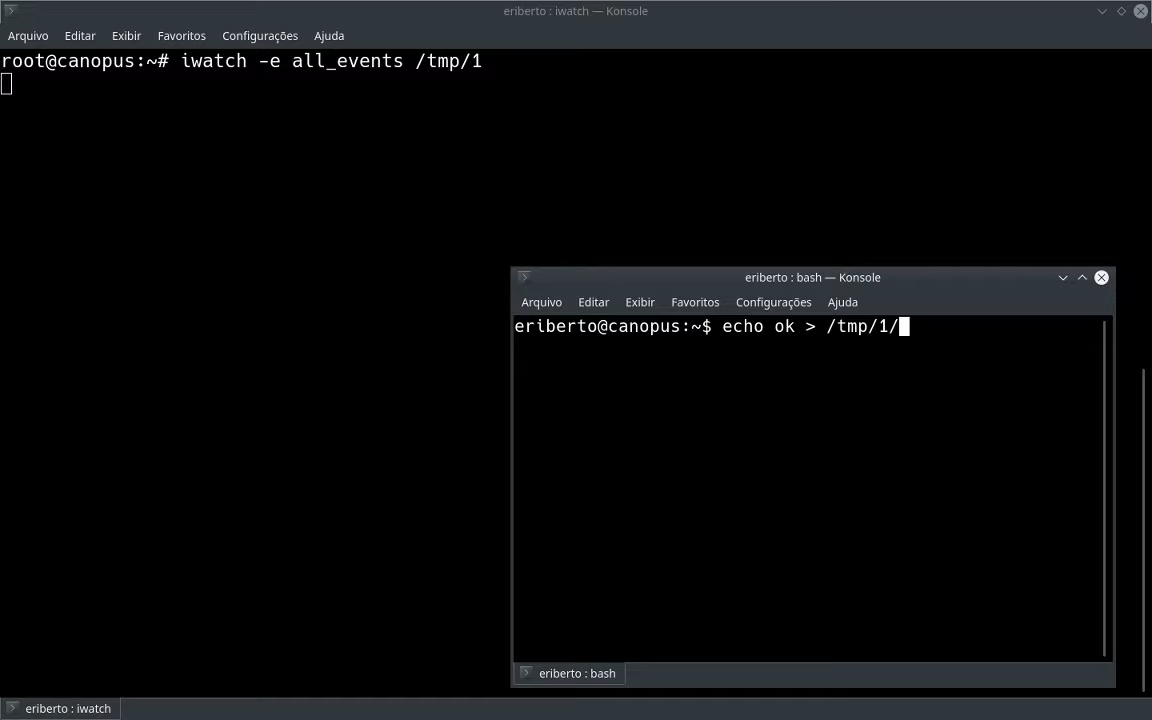 eriberto : iwatch — Konsole
Arquivo Editar Exibir Favoritos Configurações Ajuda
root@canopus:~# iwatch -e all_events /tmp/1
eriberto : bash — Konsole
Arquivo Editar Exibir Favoritos Configurações Ajuda
eriberto@canopus:~$ echo ok > /tmp/1/
eriberto : bash
eriberto : iwatch